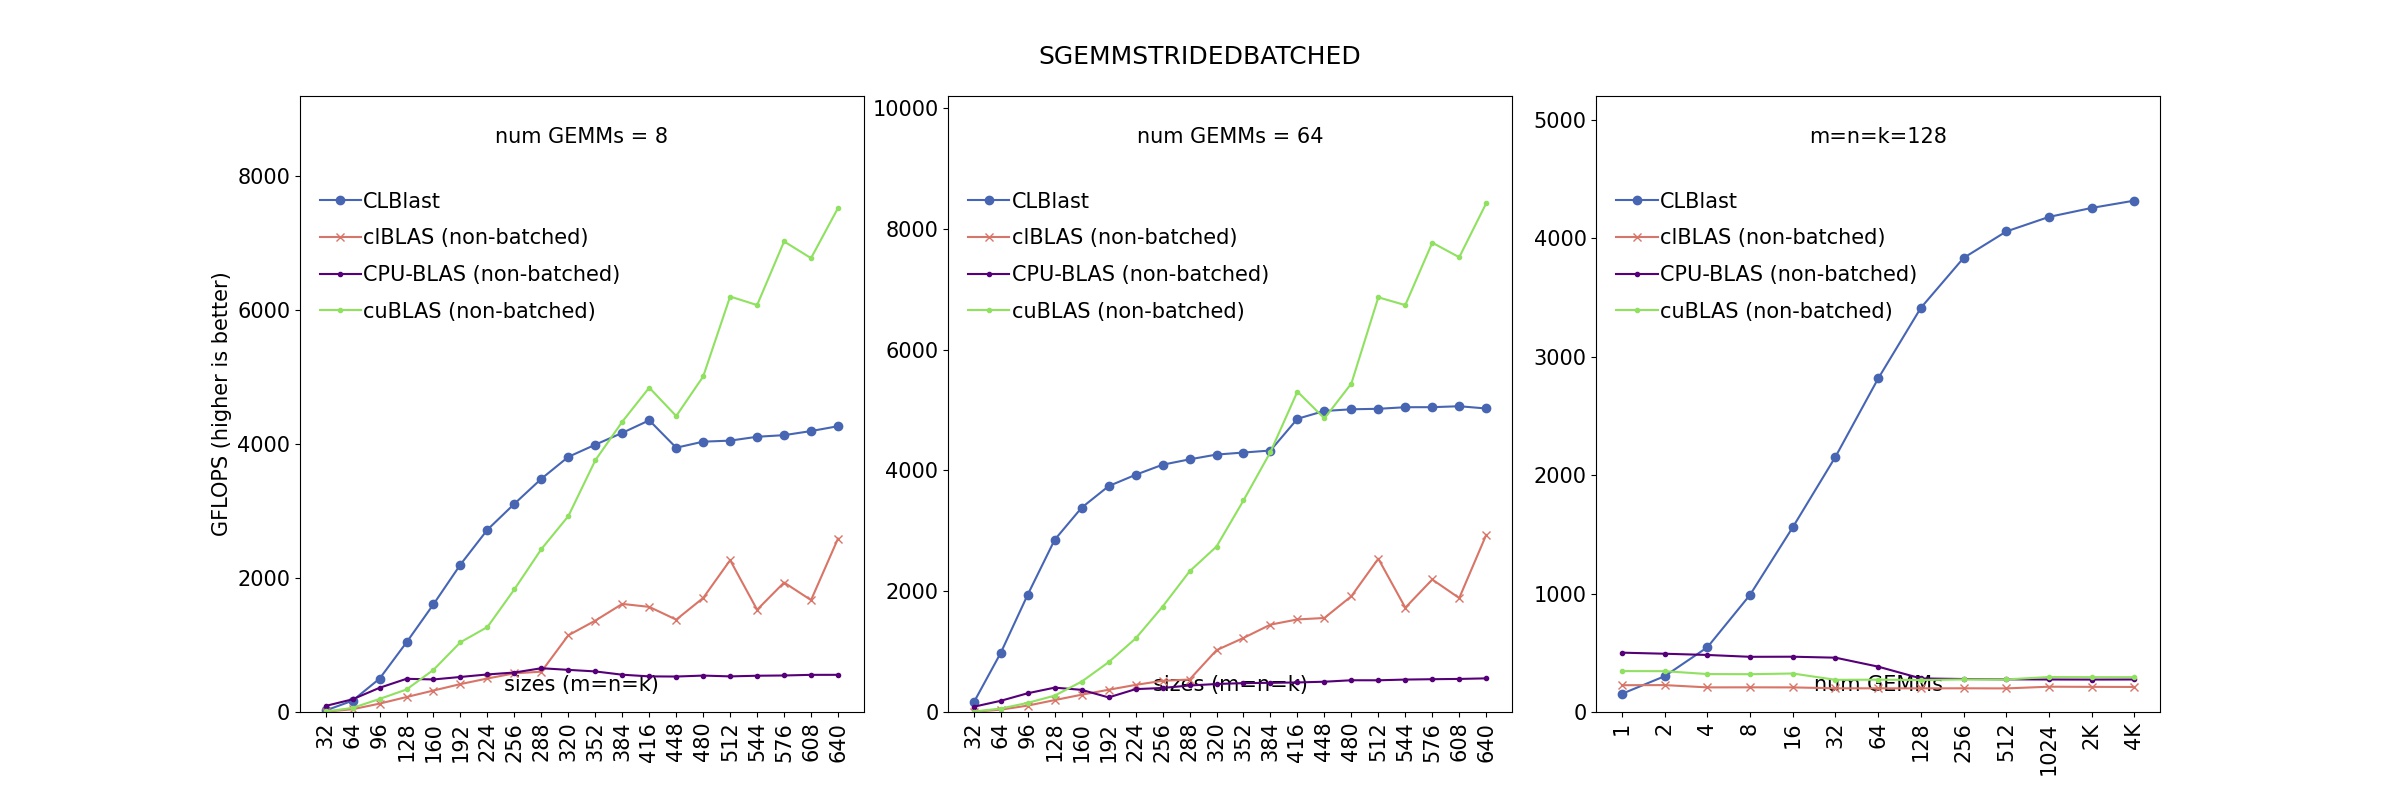 SGEMMSTRIDEDBATCHED
GFLOPS (higher is better)
num GEMMs = 8
8000
6000
4000
2000
0
CLBlast
clBLAS (non-batched)
CPU-BLAS (non-batched)
cuBLAS (non-batched)
sizes (m=n=k)
32 64 96 128 160 192 224 256 288 320 352 384 416 448 480 512 544 576 608 640
num GEMMs = 64
10000
8000
6000
4000
2000
0
CLBlast
clBLAS (non-batched)
CPU-BLAS (non-batched)
cuBLAS (non-batched)
sizes (m=n=k)
32 64 96 128 160 192 224 256 288 320 352 384 416 448 480 512 544 576 608 640
m=n=k=128
5000
4000
3000
2000
1000
0
CLBlast
clBLAS (non-batched)
CPU-BLAS (non-batched)
cuBLAS (non-batched)
num GEMMs
1 2 4 8 16 32 64 128 256 512 1024 2K 4K